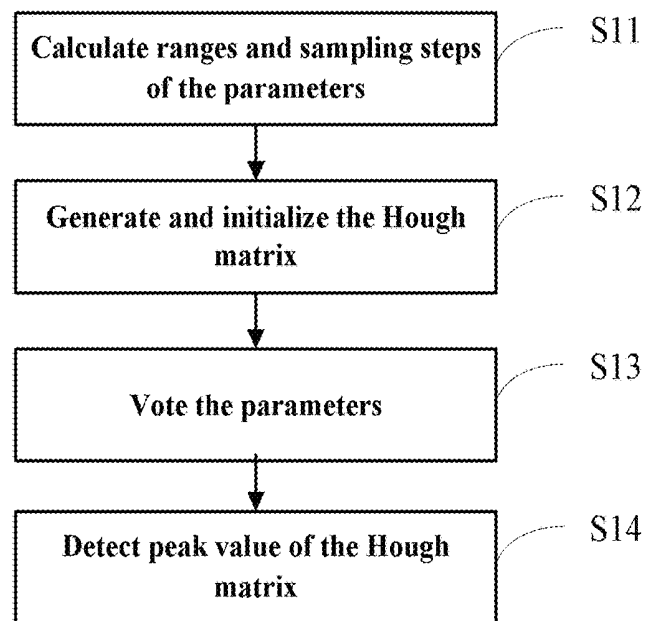 Calculate ranges and sampling steps
of the parameters
S11
Generate and initialize the Hough
matrix
S12
Vote the parameters
S13
Detect peak value of the Hough
matrix
S14